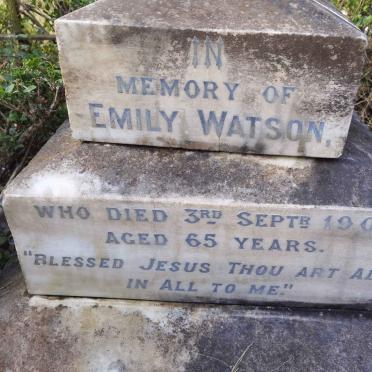 IN
MEMORY OF
EMILY WATSON,
WHO DIED 3RD SEPTR
AGED 65 YEARS.
"BLESSED JESUS THOU ART
IN ALL TO ME."